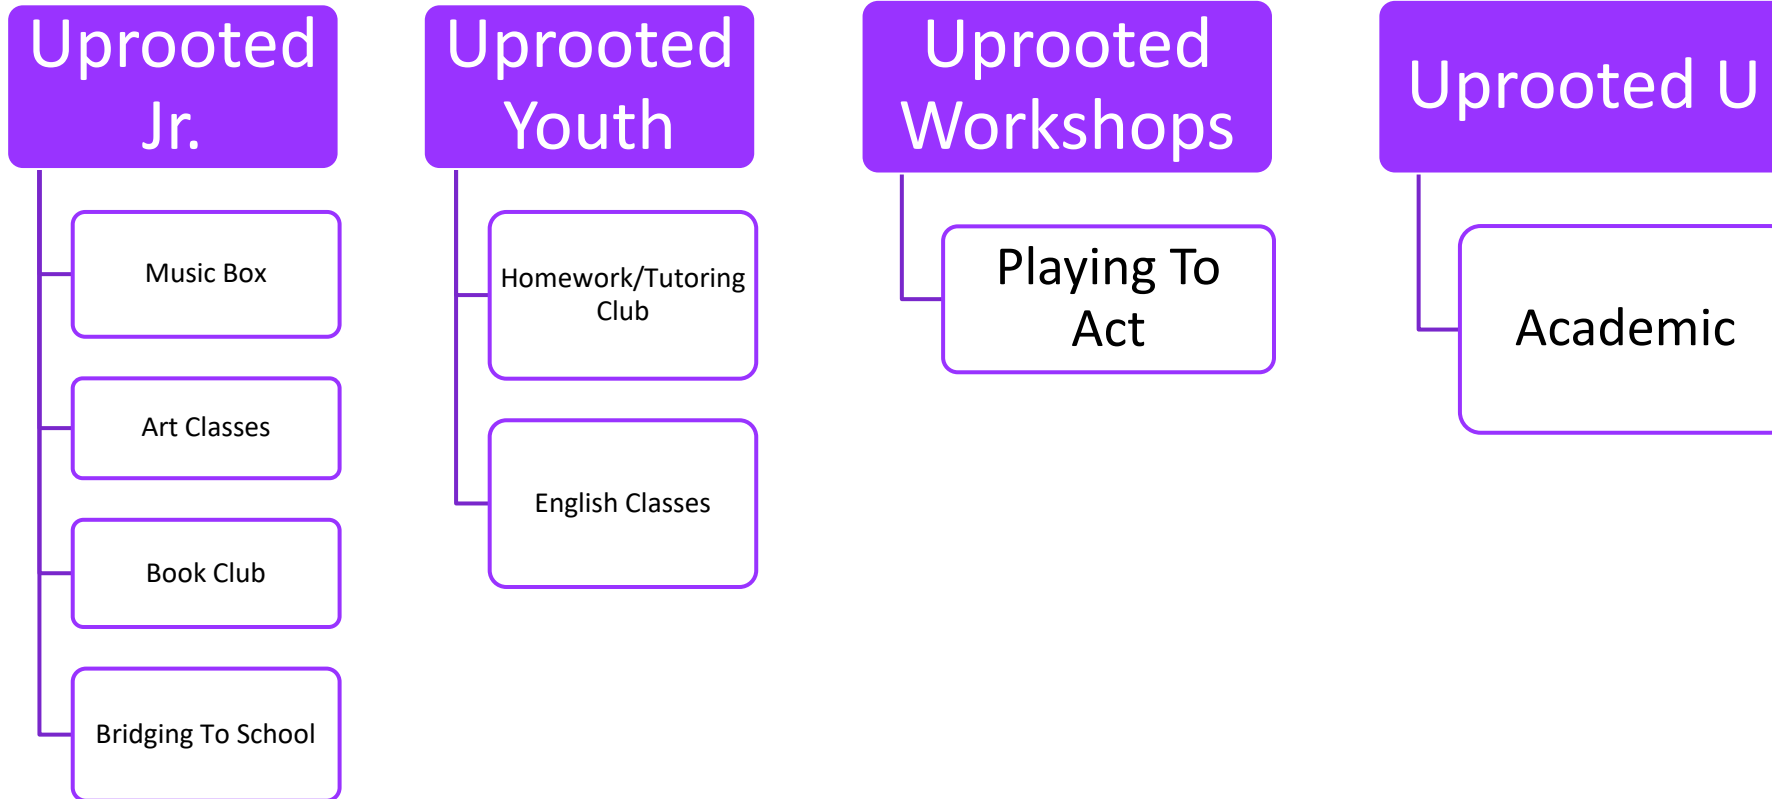 Uprooted
Jr.
Music Box
Art Classes
Book Club
Bridging To School
Uprooted
Youth
Homework/Tutoring
Club
English Classes
Uprooted
Workshops
Playing To
Act
Uprooted U
Academic